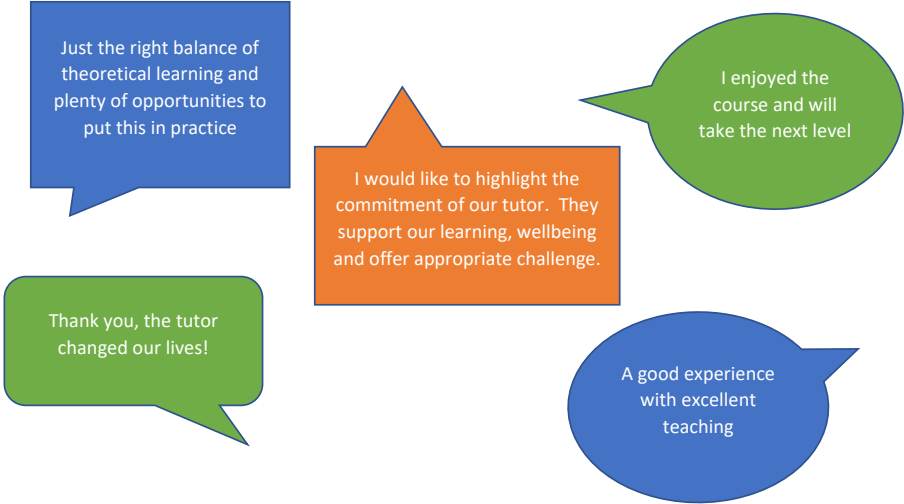 Just the right balance of
theoretical learning and
plenty of opportunities to
put this in practice
I enjoyed the
course and will
take the next level
I would like to highlight the
commitment of our tutor.  They
support our learning, wellbeing
and offer appropriate challenge.
Thank you, the tutor
changed our lives!
A good experience
with excellent
teaching